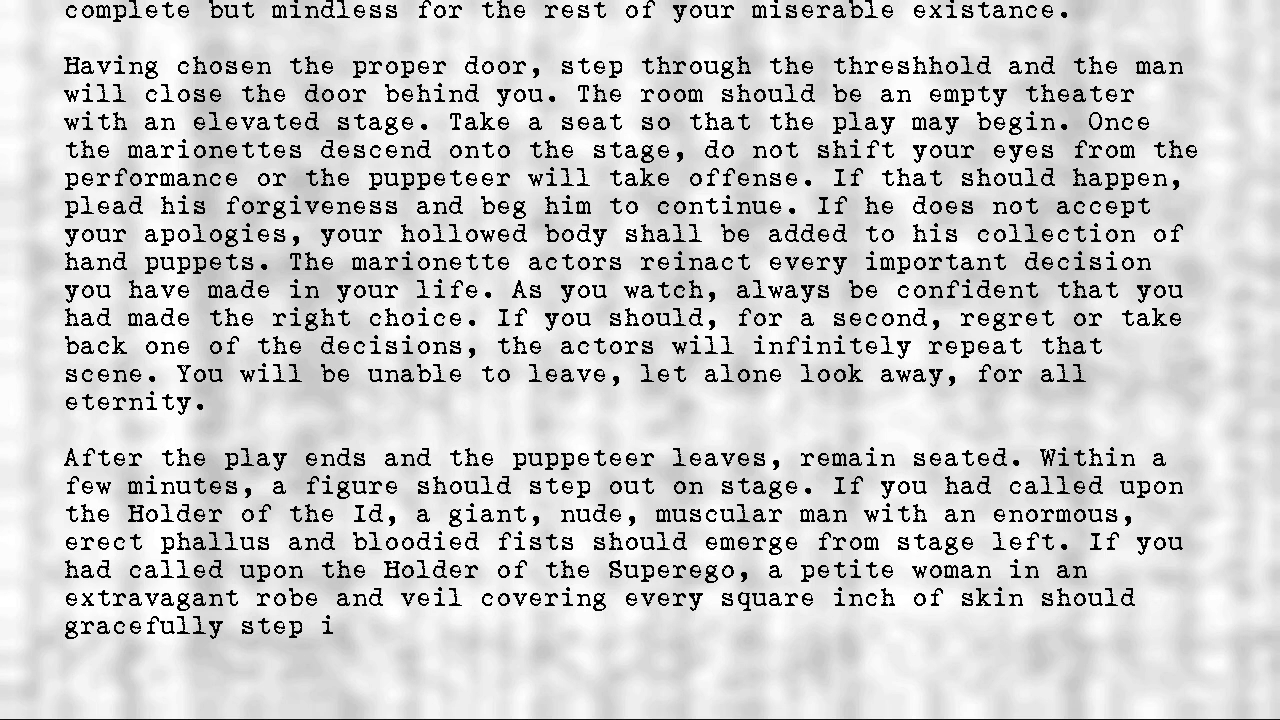 complete but mindless for the rest of your miserable existance.
Having chosen the proper door, step through the threshhold and the man
will close the door behind you. The room should be an empty theater
with an elevated stage. Take a seat so that the play may begin. Once
the marionettes descend onto the stage, do not shift your eyes from the
performance or the puppeteer will take offense. If that should happen,
plead his forgiveness and beg him to continue. If he does not accept
your apologies, your hollowed body shall be added to his collection of
hand puppets. The marionette actors reinact every important decision
you have made in your life. As you watch, always be confident that you
had made the right choice. If you should, for a second, regret or take
back one of the decisions, the actors will infinitely repeat that
scene. You will be unable to leave, let alone look away, for all
eternity.
After the play ends and the puppeteer leaves, remain seated. Within a
few minutes, a figure should step out on stage. If you had called upon
the Holder of the Id, a giant, nude, muscular man with an enormous,
erect phallus and bloodied fists should emerge from stage left. If you
had called upon the Holder of the Superego, a petite woman in an
extravagant robe and veil covering every square inch of skin should
gracefully step i